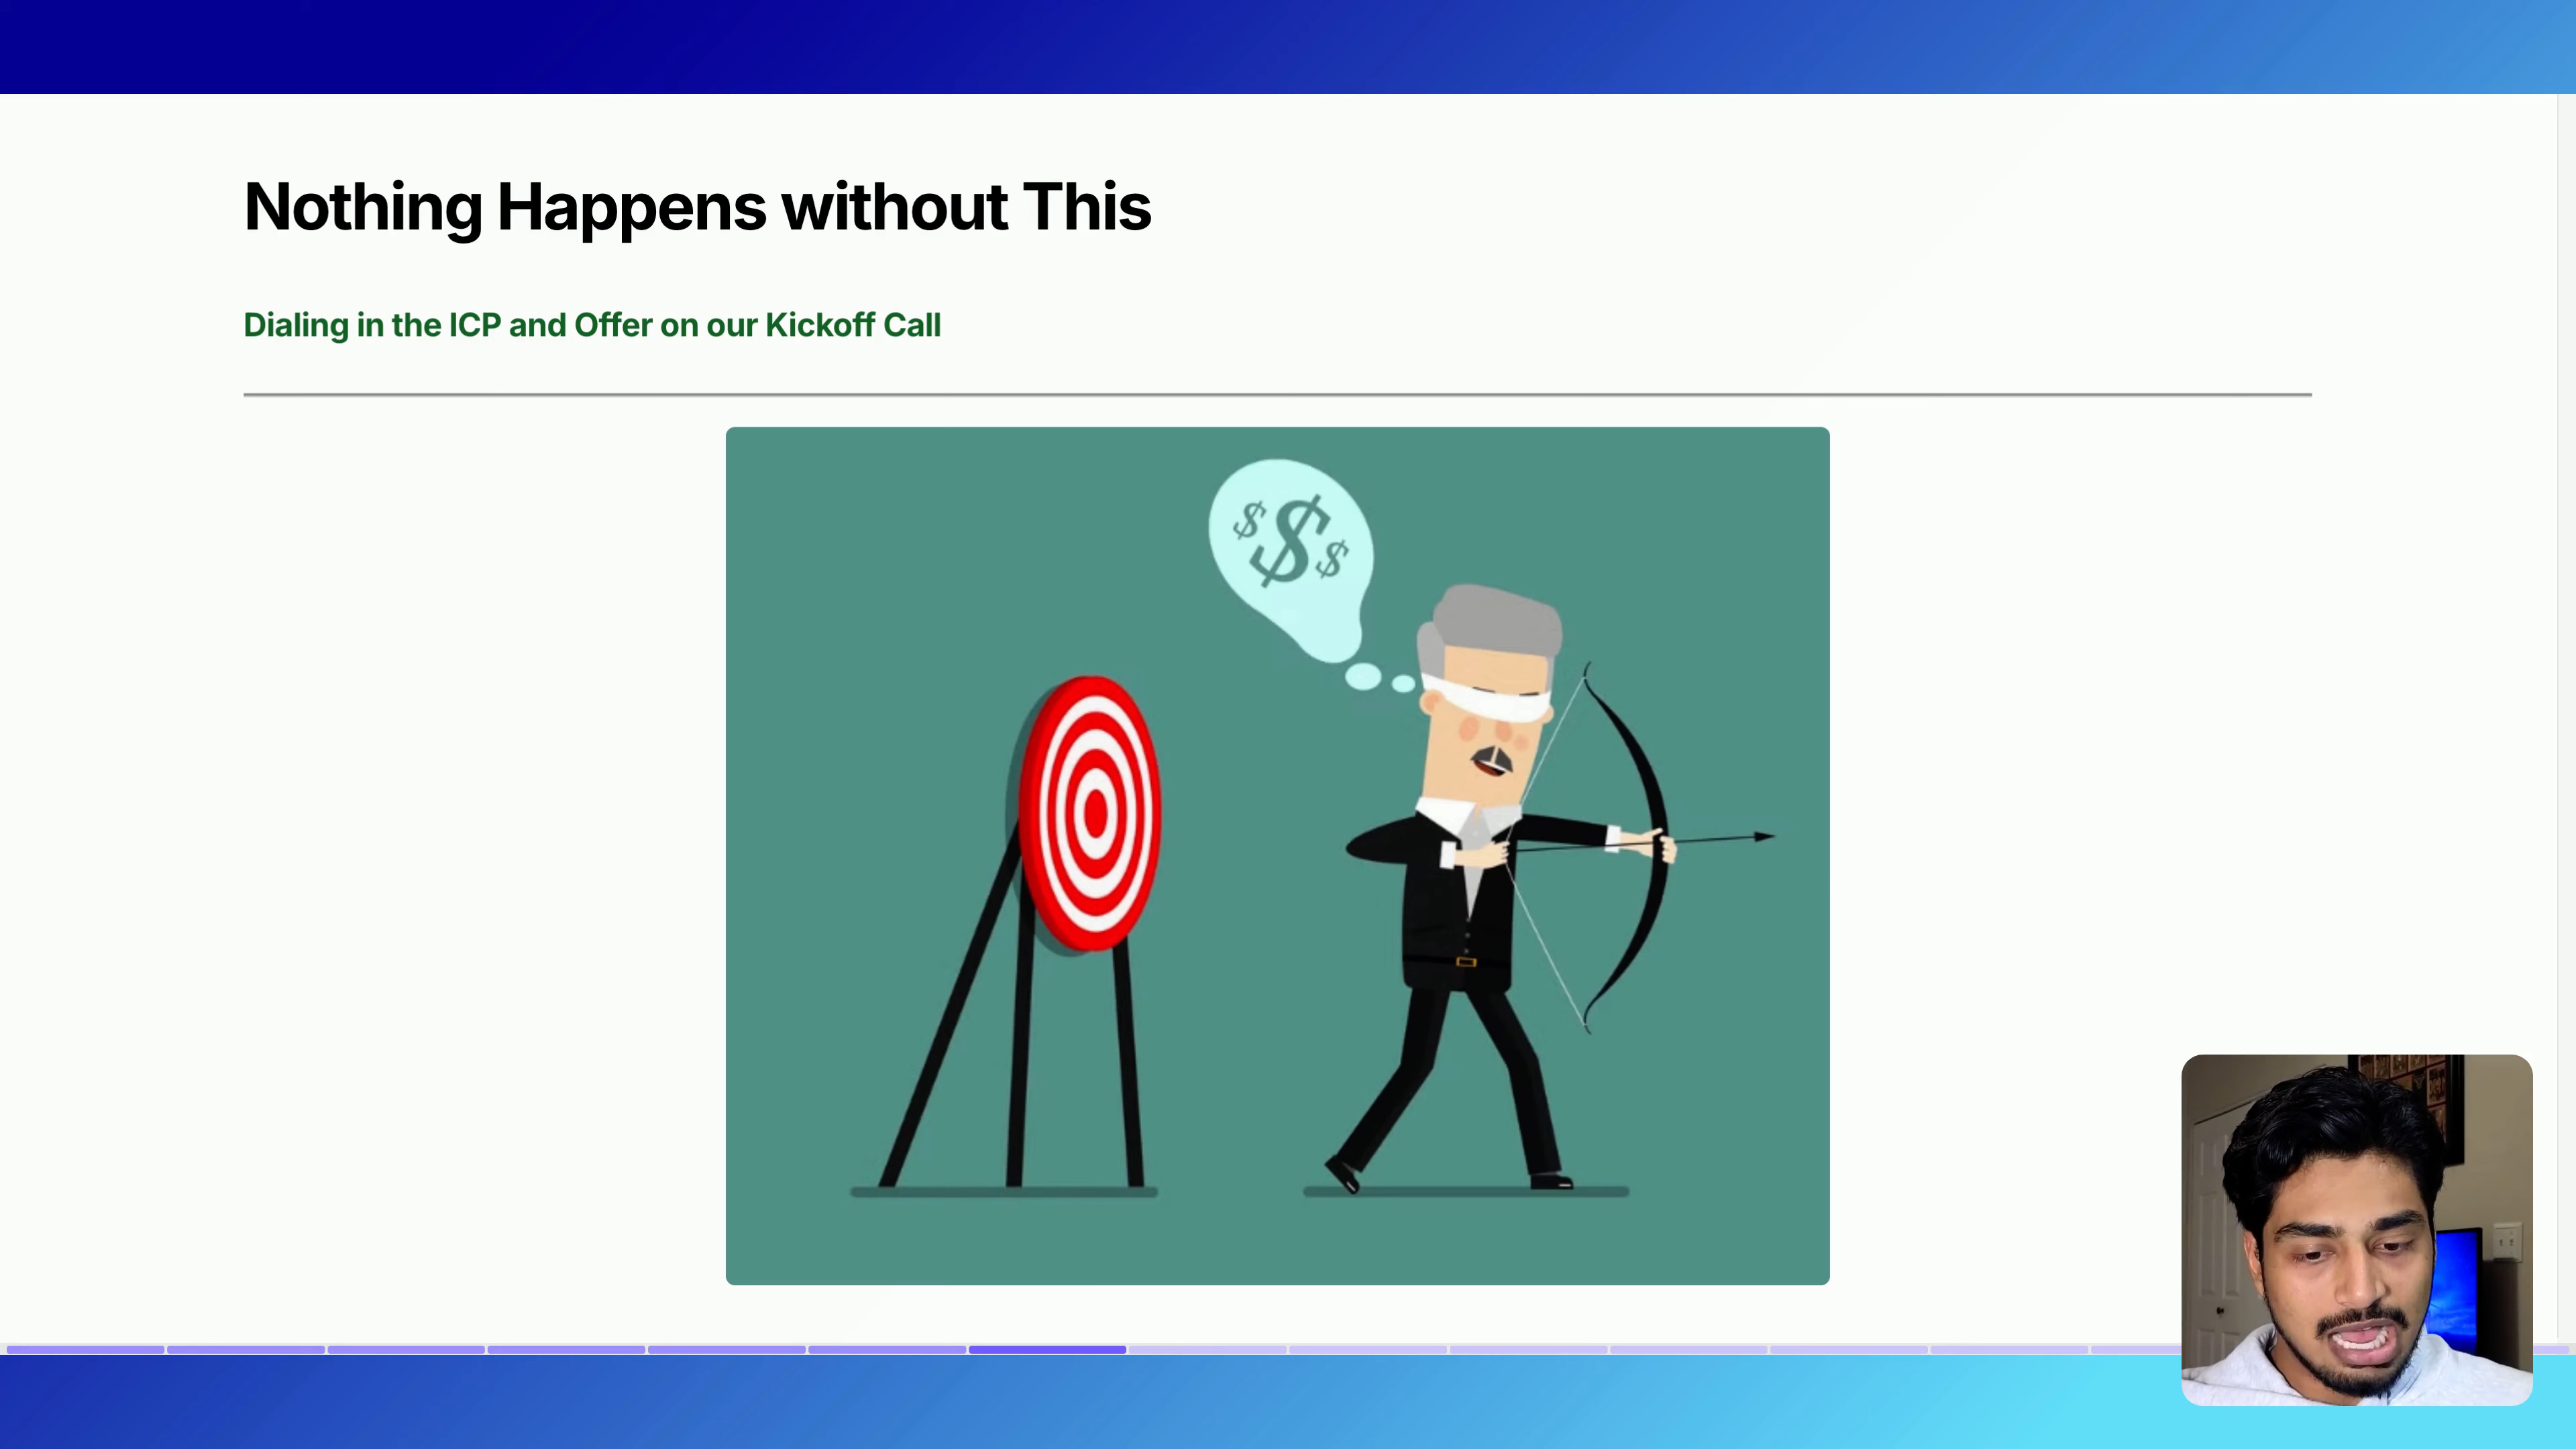 Nothing Happens without This
Dialing in the ICP and Offer on our Kickoff Call
$ $ $